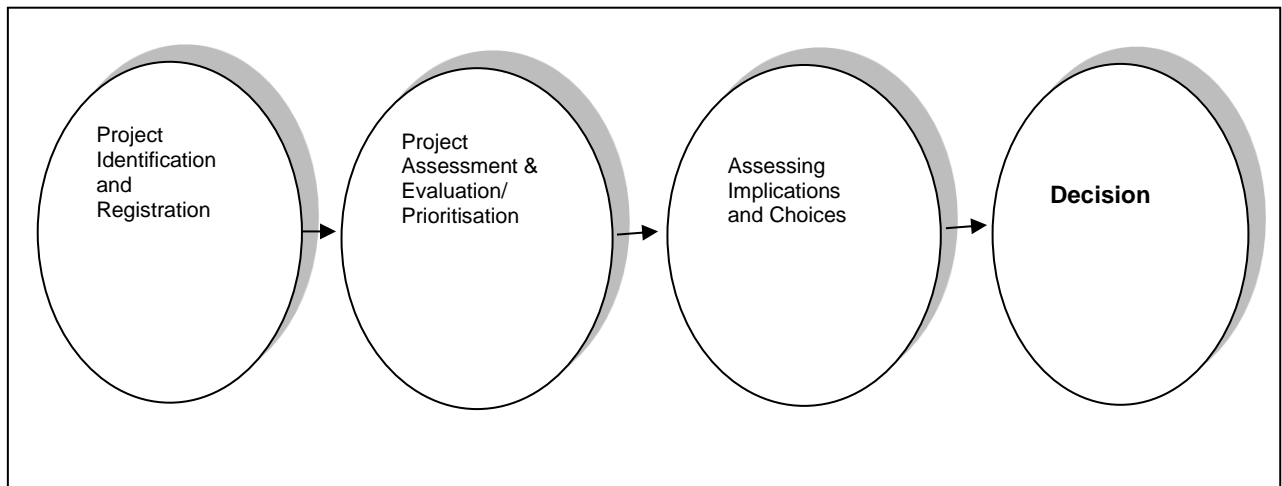 Project
Identification
and
Registration
Project
Assessment &
Evaluation/
Prioritisation
Assessing
Implications
and Choices
Decision